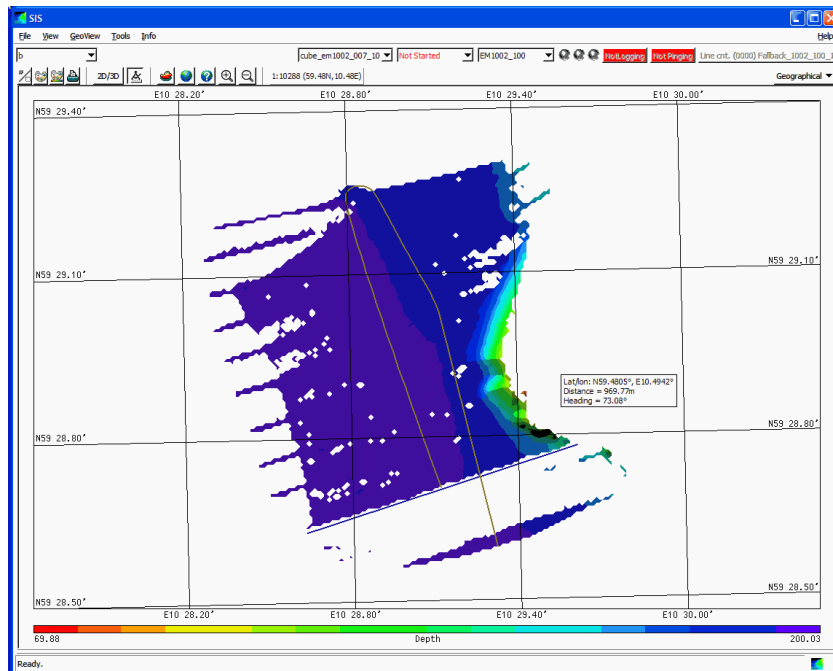 SIS
File View GeoView Tools Info Help
b cube_em1002_007_10 Not Started EM1002_100 Not Logging Not Pinging Line cnt. (0000) Fallback_1002_100_1
2D/3D 1:10288 (59.48N,10.48E) Geographical
E10 28.20' E10 28.80' E10 29.40' E10 30.00'
N59 29.40'
N59 29.10' N59 29.10'
Lat/lon: N59.4805°, E10.4942°
Distance = 969.77m
Heading = 73.08°
N59 28.80' N59 28.80'
N59 28.50' N59 28.50'
E10 28.20' E10 28.80' E10 29.40' E10 30.00'
69.88 Depth 200.03
Ready.